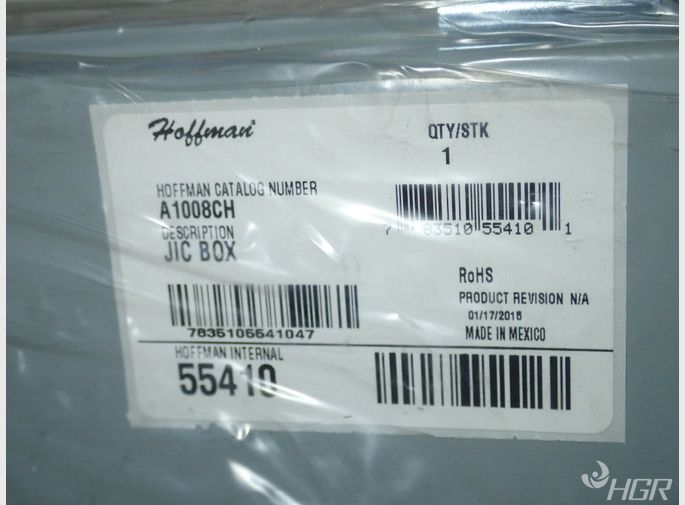 Hoffman®
QTY/STK
1
HOFFMAN CATALOG NUMBER
A1008CH
DESCRIPTION
JIC BOX
7 83510 55410 1
RoHS
PRODUCT REVISION N/A
01/17/2015
MADE IN MEXICO
7835105541047
HOFFMAN INTERNAL
55410
HGR